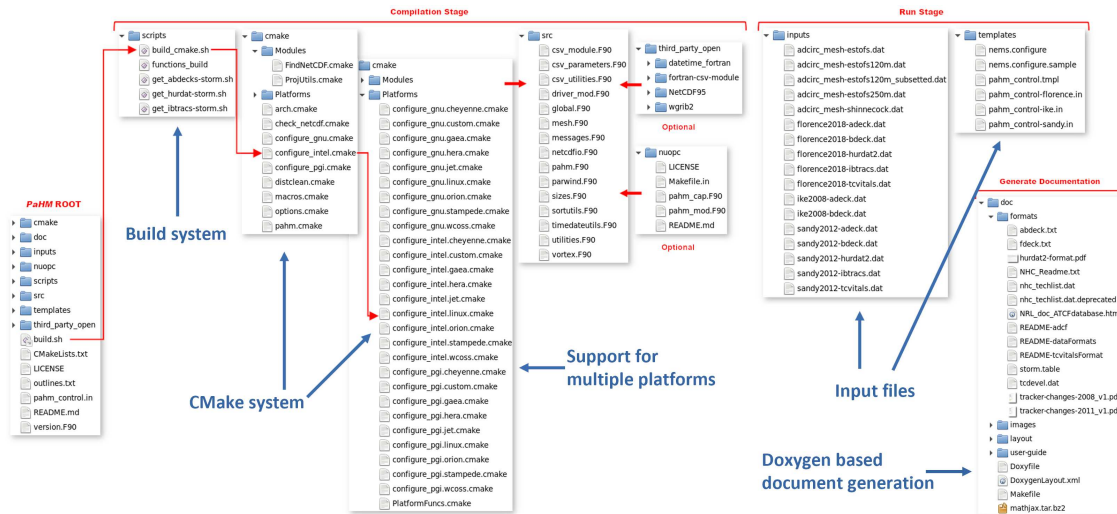 Compilation Stage
Run Stage
scripts
build_cmake.sh
functions_build
get_abdecks-storm.sh
get_hurdat-storm.sh
get_ibtracs-storm.sh
Build system
cmake
Modules
FindNetCDF.cmake
ProjUtils.cmake
Platforms
arch.cmake
check_netcdf.cmake
configure_gnu.cmake
configure_intel.cmake
configure_pgi.cmake
distclean.cmake
macros.cmake
options.cmake
pahm.cmake
CMake system
cmake
Modules
Platforms
configure_gnu.cheyenne.cmake
configure_gnu.custom.cmake
configure_gnu.gaea.cmake
configure_gnu.hera.cmake
configure_gnu.jet.cmake
configure_gnu.linux.cmake
configure_gnu.orion.cmake
configure_gnu.stampede.cmake
configure_gnu.wcoss.cmake
configure_intel.cheyenne.cmake
configure_intel.custom.cmake
configure_intel.gaea.cmake
configure_intel.hera.cmake
configure_intel.jet.cmake
configure_intel.linux.cmake
configure_intel.orion.cmake
configure_intel.stampede.cmake
configure_intel.wcoss.cmake
configure_pgi.cheyenne.cmake
configure_pgi.custom.cmake
configure_pgi.gaea.cmake
configure_pgi.hera.cmake
configure_pgi.jet.cmake
configure_pgi.linux.cmake
configure_pgi.orion.cmake
configure_pgi.stampede.cmake
configure_pgi.wcoss.cmake
PlatformFuncs.cmake
Support for
multiple platforms
src
csv_module.F90
csv_parameters.F90
csv_utilities.F90
driver_mod.F90
global.F90
mesh.F90
messages.F90
netcdfio.F90
pahm.F90
parwind.F90
sizes.F90
sortutils.F90
timedateutils.F90
utilities.F90
vortex.F90
third_party_open
datetime_fortran
fortran-csv-module
NetCDF95
wgrib2
Optional
nuopc
LICENSE
Makefile.in
pahm_cap.F90
pahm_mod.F90
README.md
Optional
inputs
adcirc_mesh-estofs.dat
adcirc_mesh-estofs120m.dat
adcirc_mesh-estofs120m_subsetted.dat
adcirc_mesh-estofs250m.dat
adcirc_mesh-shinnecock.dat
florence2018-adeck.dat
florence2018-bdeck.dat
florence2018-hurdat2.dat
florence2018-ibtracs.dat
florence2018-tcvitals.dat
ike2008-adeck.dat
ike2008-bdeck.dat
sandy2012-adeck.dat
sandy2012-bdeck.dat
sandy2012-hurdat2.dat
sandy2012-ibtracs.dat
sandy2012-tcvitals.dat
Input files
templates
nems.configure
nems.configure.sample
pahm_control.tmpl
pahm_control-florence.in
pahm_control-ike.in
pahm_control-sandy.in
PaHM ROOT
cmake
doc
inputs
nuopc
scripts
src
templates
third_party_open
build.sh
CMakeLists.txt
LICENSE
outlines.txt
pahm_control.in
README.md
version.F90
Generate Documentation
doc
formats
abdeck.txt
fdeck.txt
hurdat2-format.pdf
NHC_Readme.txt
nhc_techlist.dat
nhc_techlist.dat.deprecated
NRL_doc_ATCFdatabase.htm
README-adcf
README-dataFormats
README-tcvitalsFormat
storm.table
tcdevel.dat
tracker-changes-2008_v1.pd
tracker-changes-2011_v1.pd
images
layout
user-guide
Doxyfile
DoxygenLayout.xml
Makefile
mathjax.tar.bz2
Doxygen based
document generation